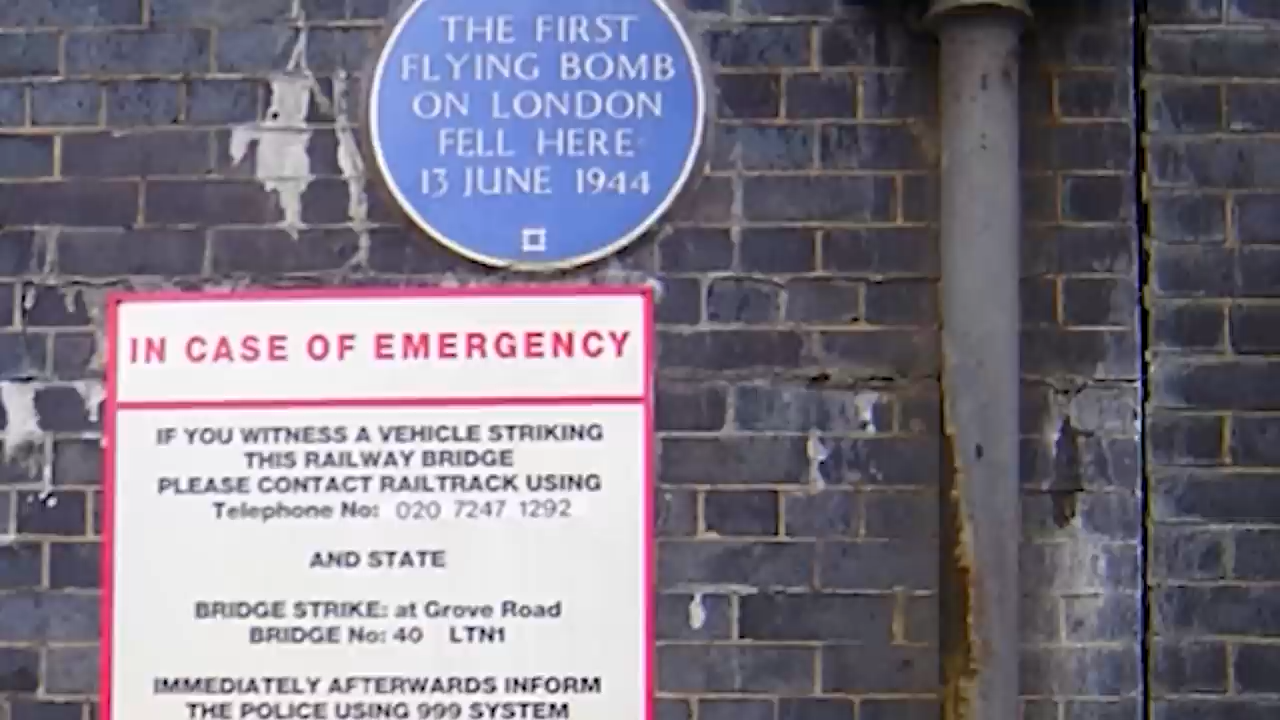 THE FIRST
FLYING BOMB
ON LONDON
FELL HERE
13 JUNE 1944
IN CASE OF EMERGENCY
IF YOU WITNESS A VEHICLE STRIKING
THIS RAILWAY BRIDGE
PLEASE CONTACT RAILTRACK USING
Telephone No: 020 7247 1292
AND STATE
BRIDGE STRIKE: at Grove Road
BRIDGE No: 40 LTN1
IMMEDIATELY AFTERWARDS INFORM
THE POLICE USING 999 SYSTEM